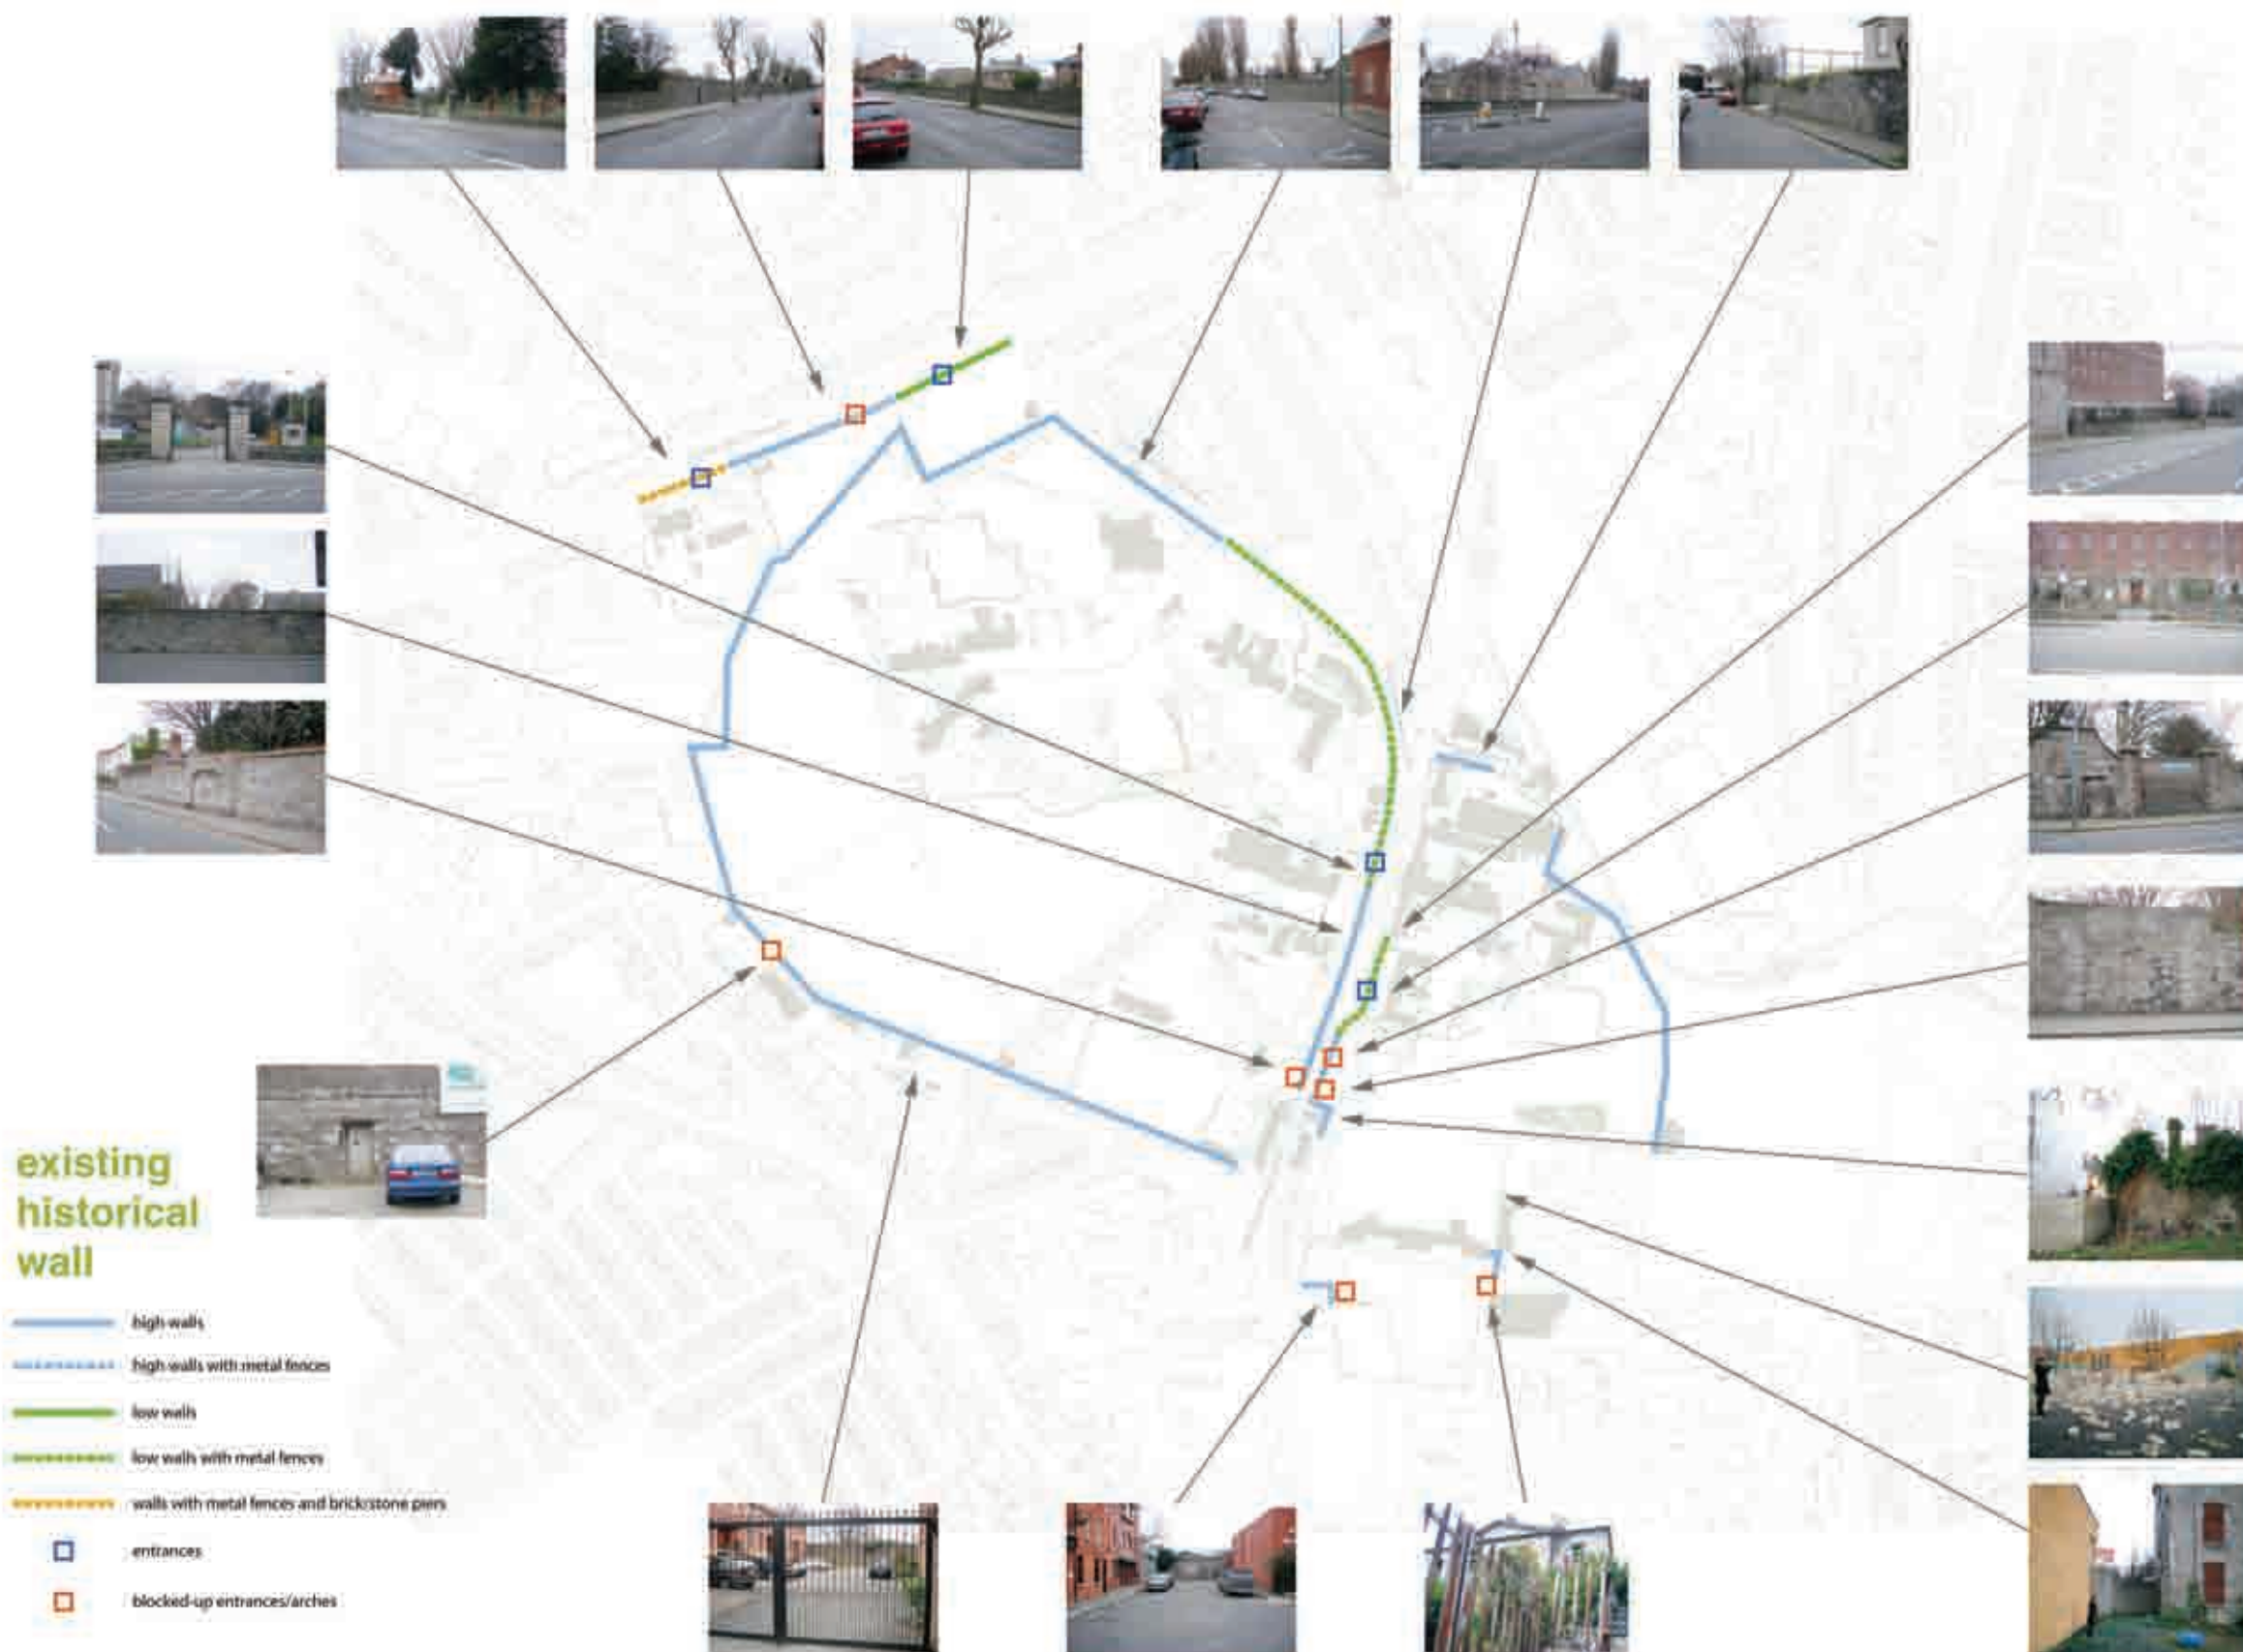 existing
historical
wall
high walls
high walls with metal fences
low walls
low walls with metal fences
walls with metal fences and brick/stone piers
entrances
blocked-up entrances/arches